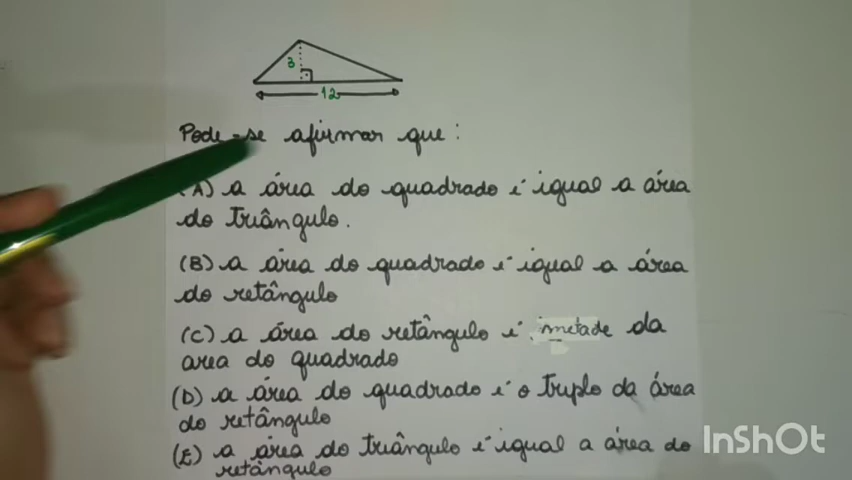 3
12
Pode-se afirmar que:
(A) a área do quadrado é igual a área
do triângulo.
(B) a área do quadrado é igual a área
do retângulo
(C) a área do retângulo é metade da
area do quadrado
(D) a área do quadrado é o triplo da área
do retângulo
(E) a área do triângulo é igual a área do
retângulo
InShOt